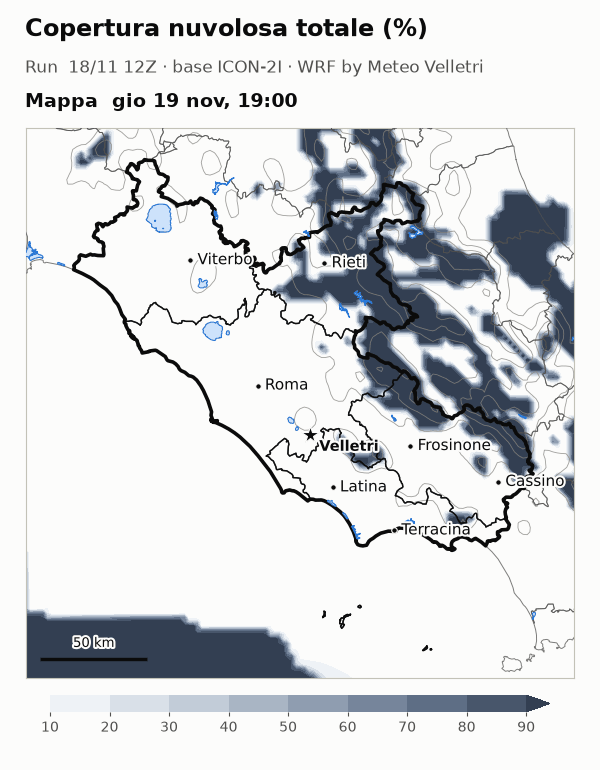 Copertura nuvolosa totale (%)
Run  18/11 12Z · base ICON-2I · WRF by Meteo Velletri
Mappa  gio 19 nov, 19:00
Viterbo
Rieti
Roma
Velletri
Frosinone
Latina
Cassino
Terracina
50 km
10 20 30 40 50 60 70 80 90